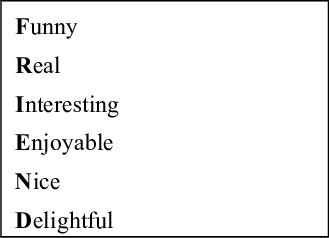 Funny
Real
Interesting
Enjoyable
Nice
Delightful